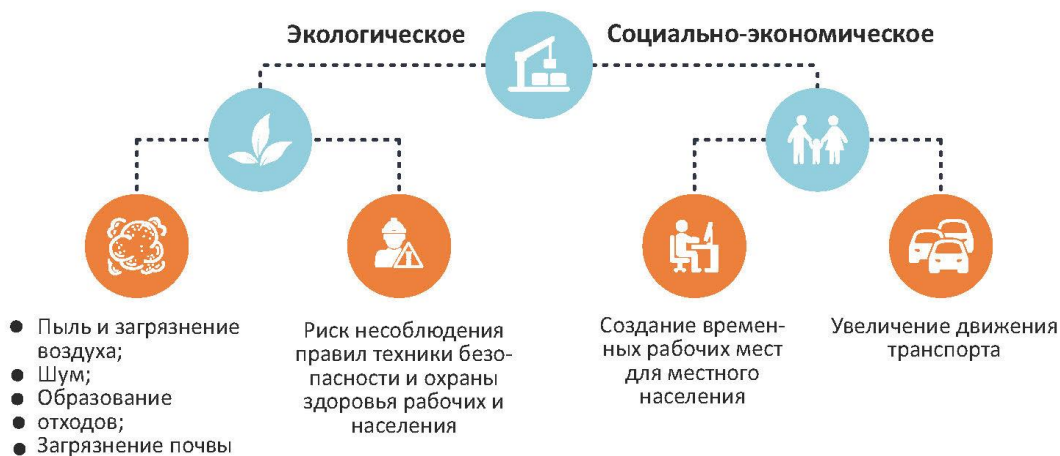 Экологическое
Социально-экономическое
● Пыль и загрязнение
воздуха;
● Шум;
● Образование
● отходов;
● Загрязнение почвы
Риск несоблюдения
правил техники безо-
пасности и охраны
здоровья рабочих и
населения
Создание времен-
ных рабочих мест
для местного
населения
Увеличение движения
транспорта